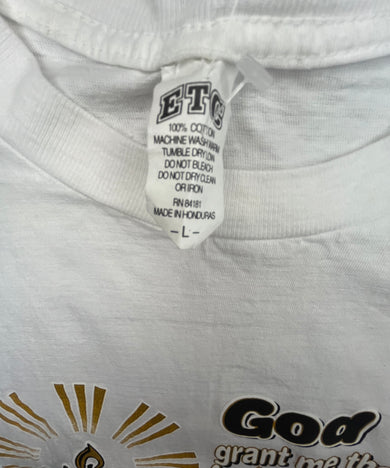 ETC
100% COTTON
MACHINE WASH WARM
TUMBLE DRY LOW
DO NOT BLEACH
DO NOT DRY CLEAN
OR IRON
RN 84181
MADE IN HONDURAS
-L-
God
grant me th